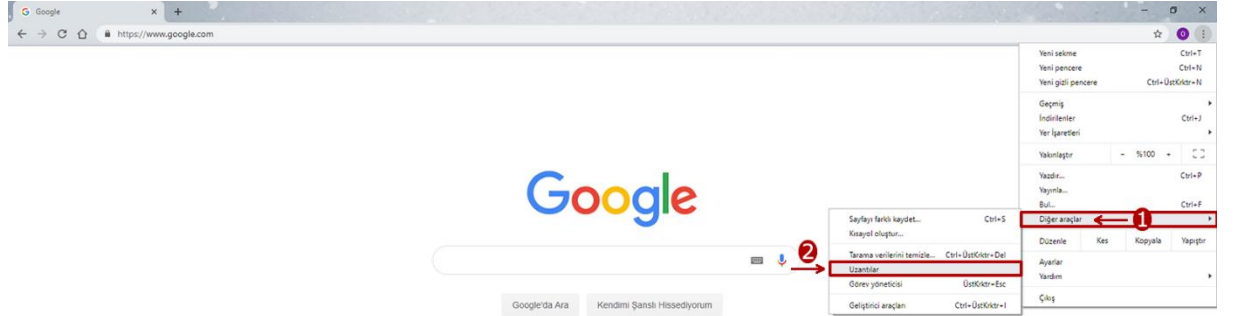 Google
https://www.google.com
Yeni sekme Ctrl+T
Yeni pencere Ctrl+N
Yeni gizli pencere Ctrl+ÜstKrktr+N
Geçmiş
İndirilenler Ctrl+J
Yer İşaretleri
Yakınlaştır - %100 +
Yazdır... Ctrl+P
Yayınla...
Bul... Ctrl+F
Diğer araçlar 1
Düzenle Kes Kopyala Yapıştır
Ayarlar
Yardım
Çıkış
Google
Sayfayı farklı kaydet... Ctrl+S
Kısayol oluştur...
Tarama verilerini temizle... Ctrl+ÜstKrktr+Del
2 Uzantılar
Görev yöneticisi ÜstKrktr+Esc
Geliştirici araçları Ctrl+ÜstKrktr+I
Google'da Ara Kendimi Şanslı Hissediyorum